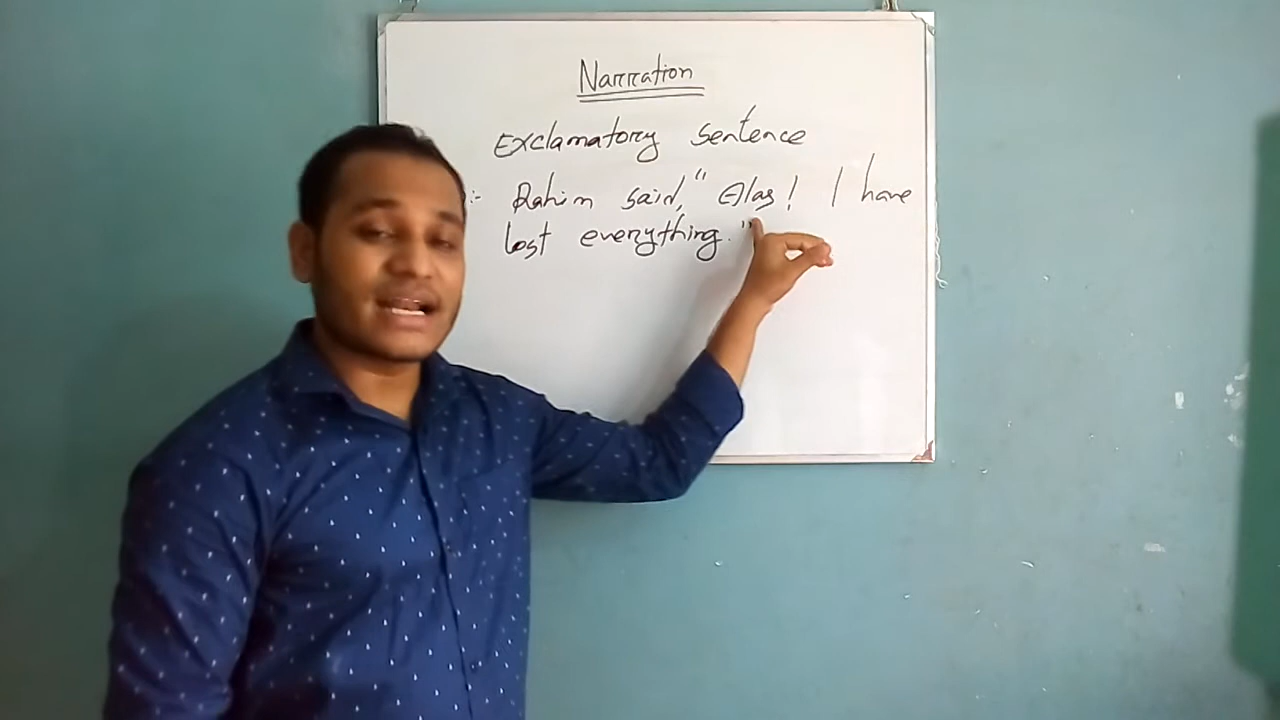 Narration
Exclamatory sentence
:- Rahim said, "Alas! I have
lost everything."